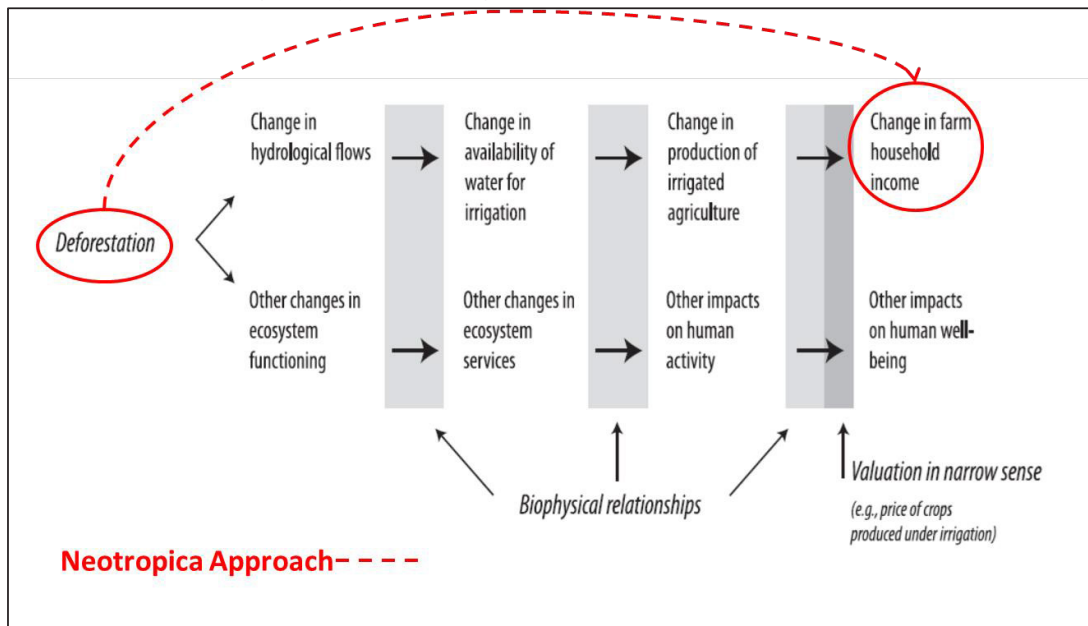 Change in
hydrological flows
Change in
availability of
water for
irrigation
Change in
production of
irrigated
agriculture
Change in farm
household
income
Deforestation
Other changes in
ecosystem
functioning
Other changes in
ecosystem
services
Other impacts
on human
activity
Other impacts
on human well-
being
Biophysical relationships
Valuation in narrow sense
(e.g., price of crops
produced under irrigation)
Neotropica Approach